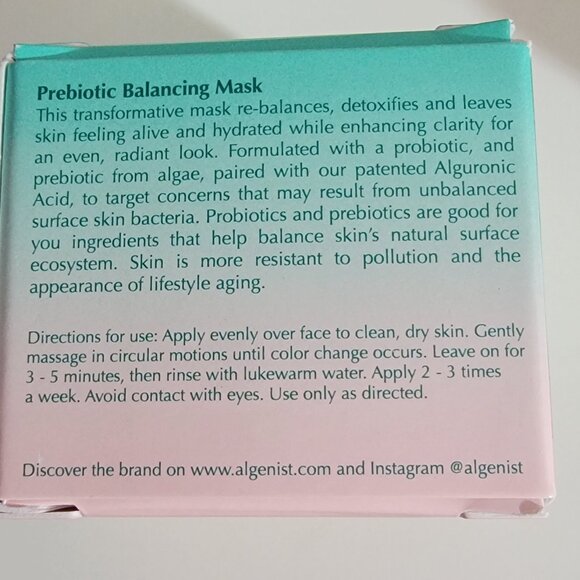 Prebiotic Balancing Mask
This transformative mask re-balances, detoxifies and leaves
skin feeling alive and hydrated while enhancing clarity for
an even, radiant look. Formulated with a probiotic, and
prebiotic from algae, paired with our patented Alguronic
Acid, to target concerns that may result from unbalanced
surface skin bacteria. Probiotics and prebiotics are good for
you ingredients that help balance skin's natural surface
ecosystem. Skin is more resistant to pollution and the
appearance of lifestyle aging.
Directions for use: Apply evenly over face to clean, dry skin. Gently
massage in circular motions until color change occurs. Leave on for
3 - 5 minutes, then rinse with lukewarm water. Apply 2 - 3 times
a week. Avoid contact with eyes. Use only as directed.
Discover the brand on www.algenist.com and Instagram @algenist